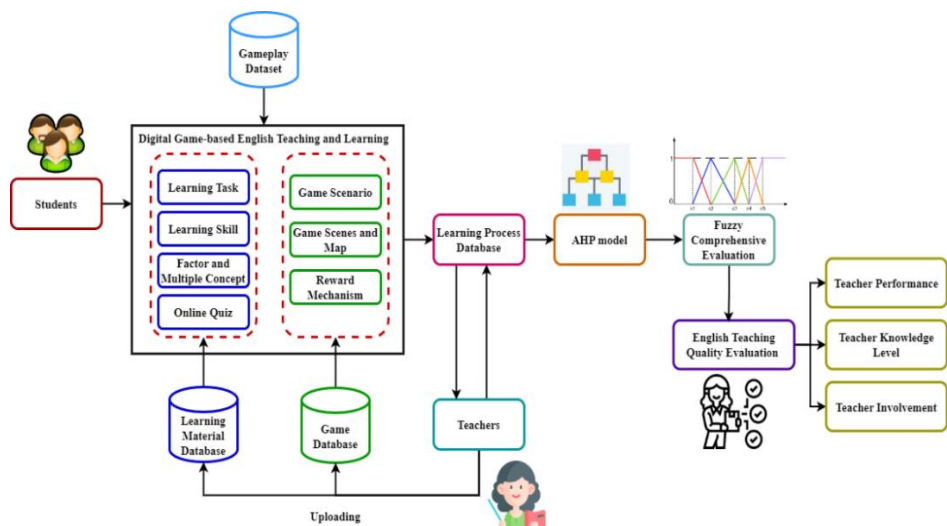 Gameplay
Dataset
Digital Game-based English Teaching and Learning
Students
Learning Task
Learning Skill
Factor and
Multiple Concept
Online Quiz
Game Scenario
Game Scenes and
Map
Reward
Mechanism
Learning Process
Database
AHP model
1
0
Fuzzy
Comprehensive
Evaluation
English Teaching
Quality Evaluation
Teacher Performance
Teacher Knowledge
Level
Teacher Involvement
Learning
Material
Database
Game
Database
Teachers
Uploading